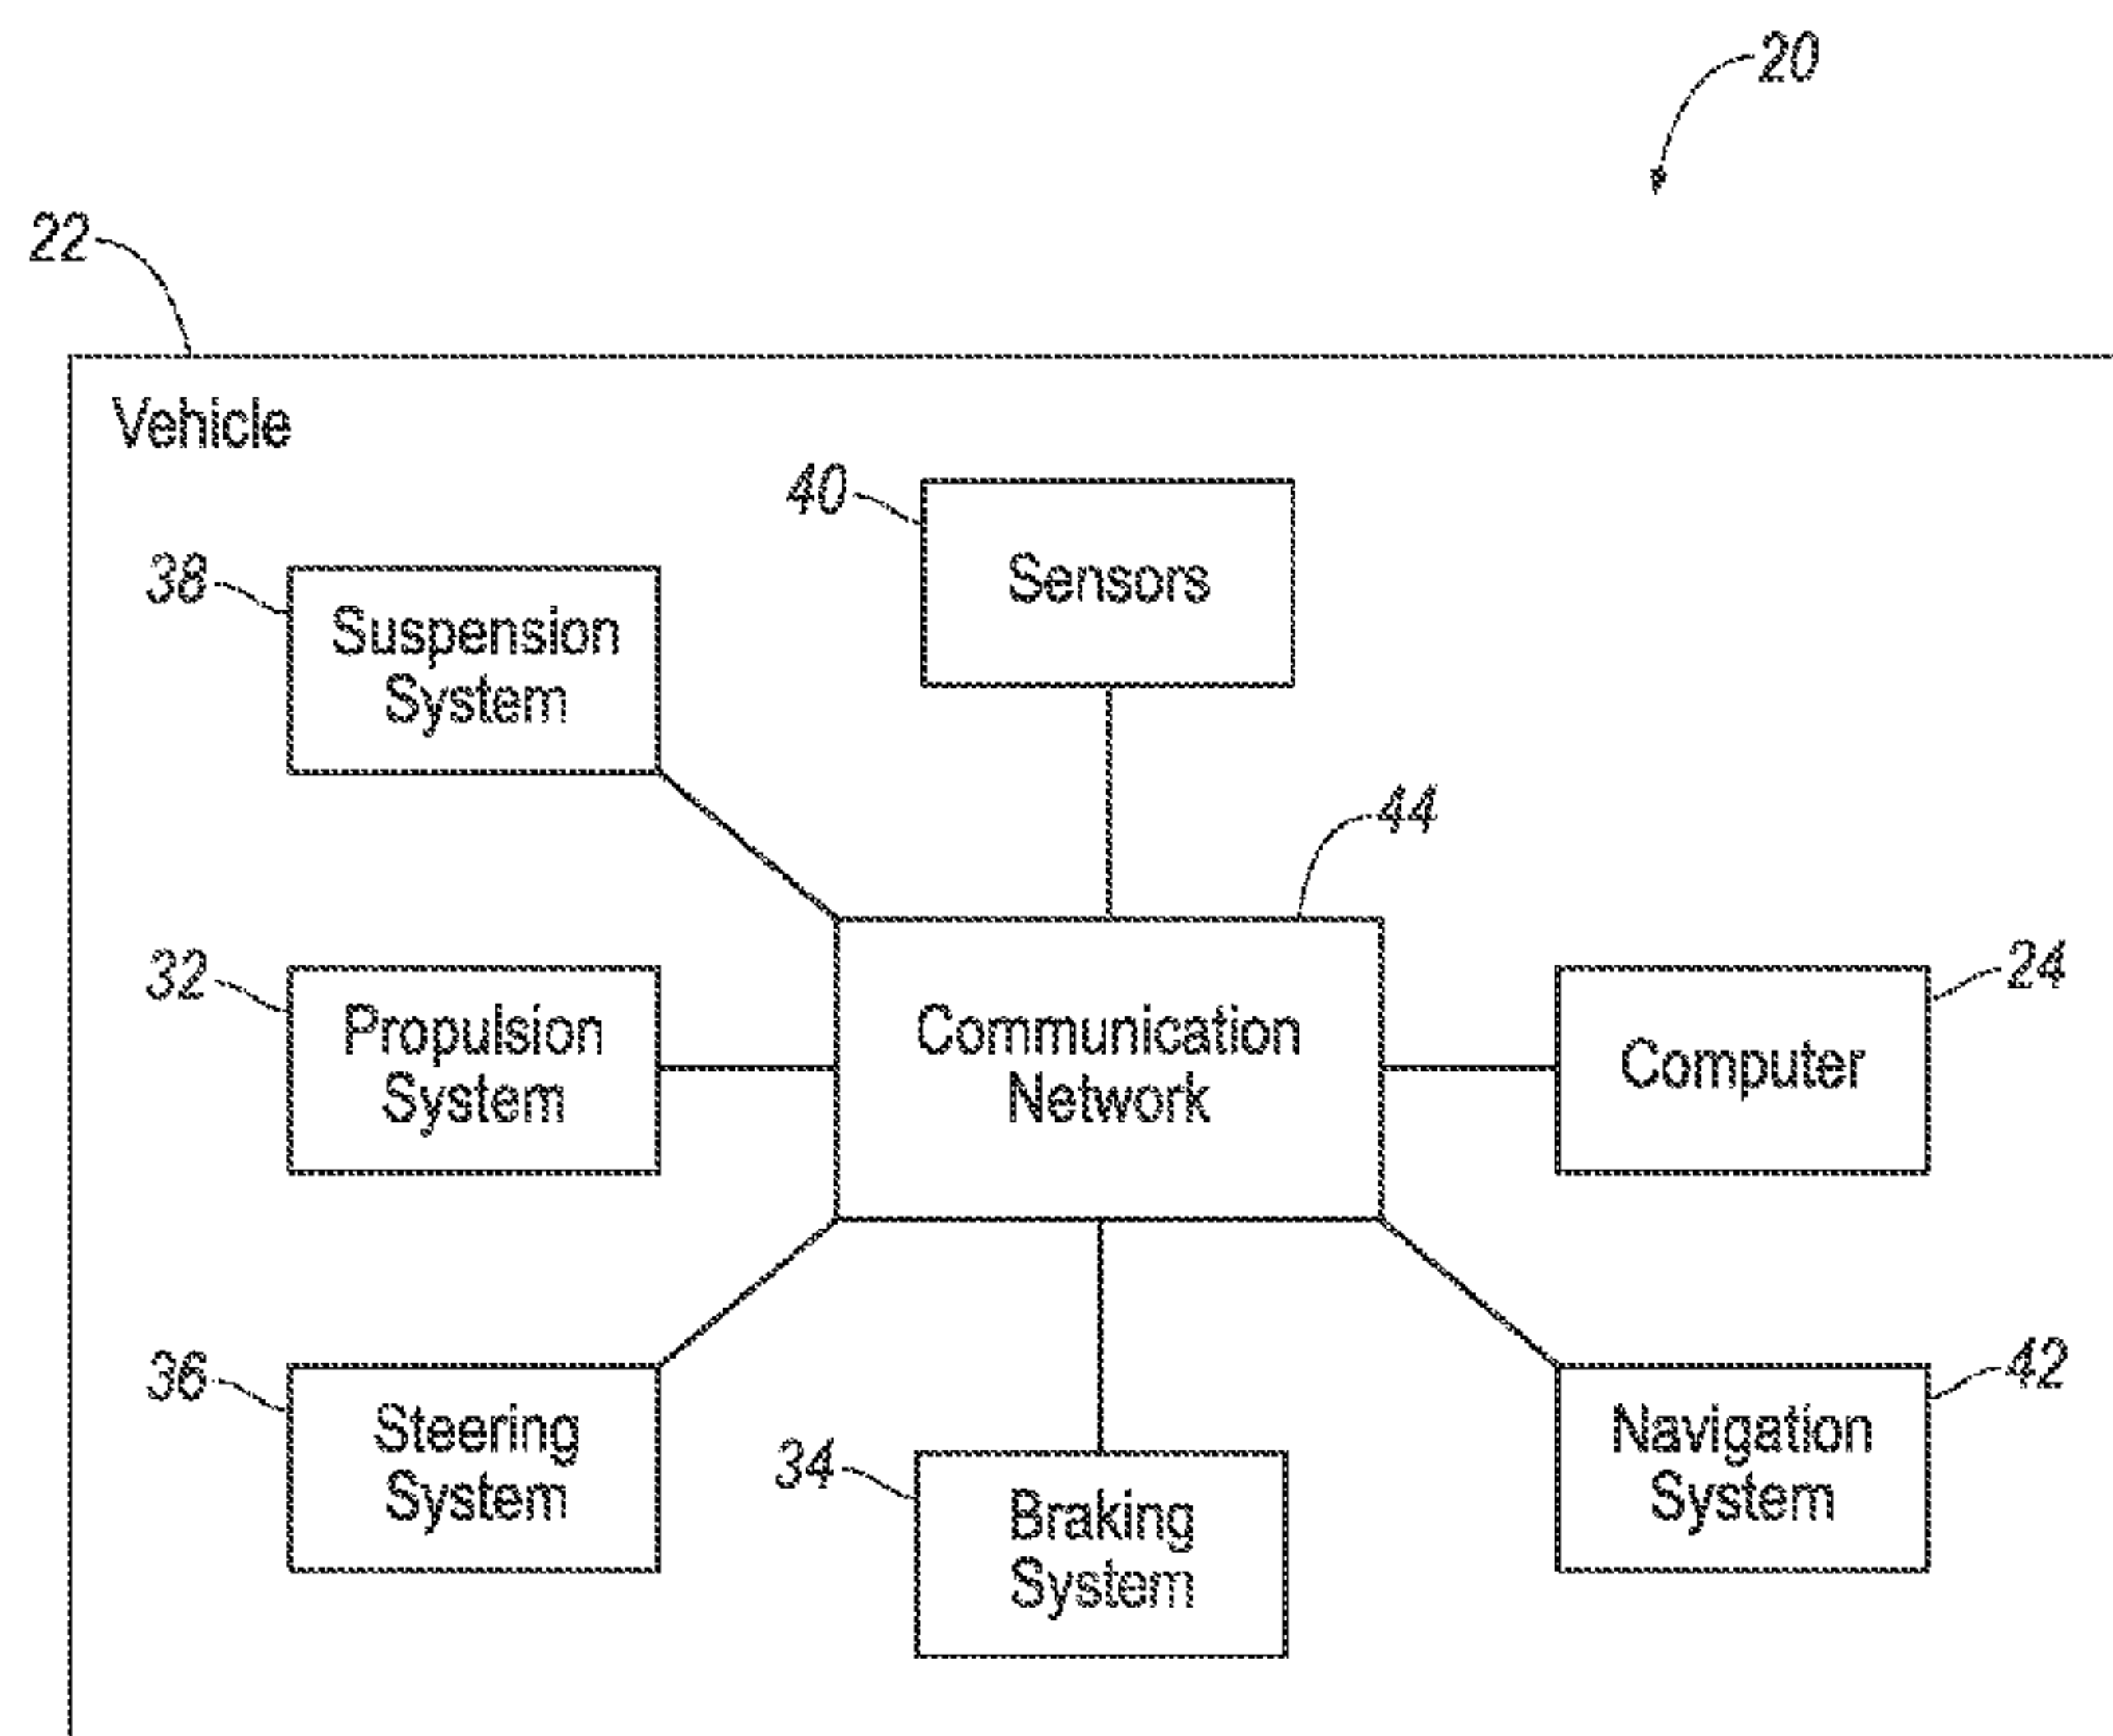 20
22
Vehicle
40
Sensors
38
Suspension
System
44
32
Propulsion
System
Communication
Network
24
Computer
36
Steering
System
34
Braking
System
42
Navigation
System